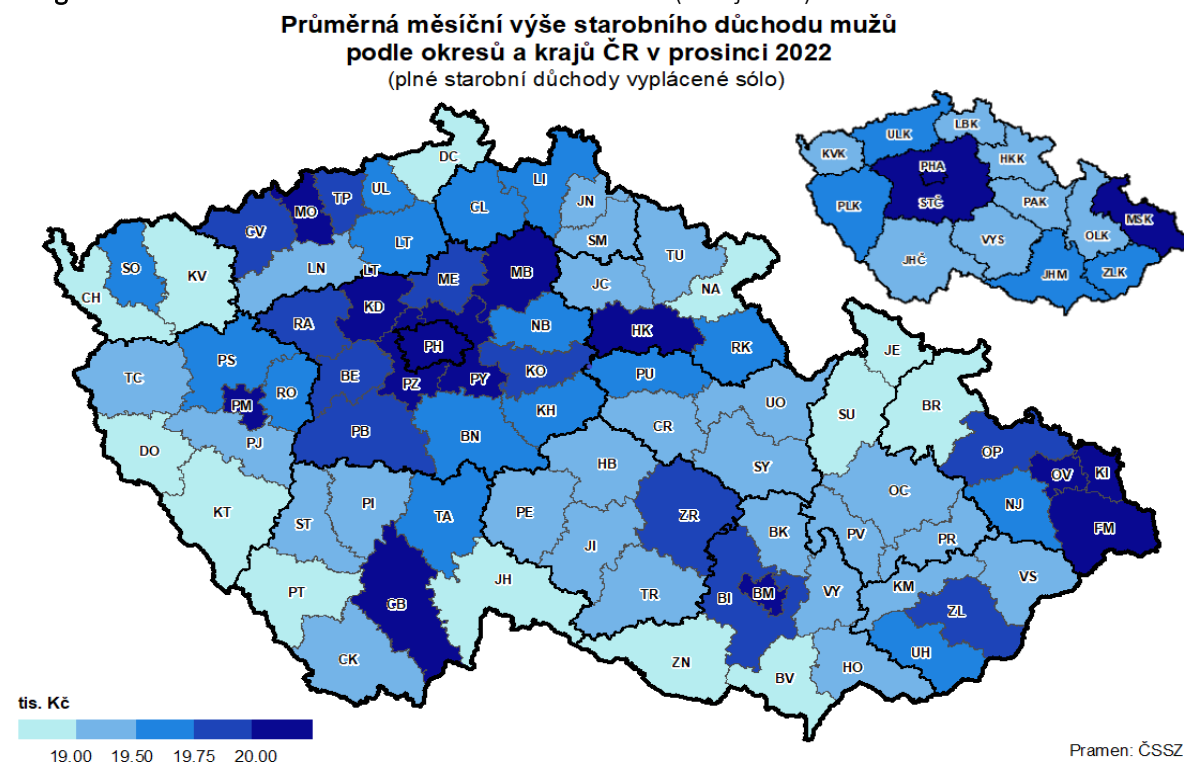 Průměrná měsíční výše starobního důchodu mužů
podle okresů a krajů ČR v prosinci 2022
(plné starobní důchody vyplácené sólo)
DC
LBK
ULK
KVK
HKK
PHA
UL
LI
TP
MO
GL
JN
PLK
STČ
PAK
MSK
CV
LT
SM
VYS
OLK
TU
JHČ
JHM
ZLK
SO
KV
LN
LT
ME
MB
JC
NA
CH
KD
RA
NB
HK
PH
RK
JE
PS
TC
BE
PZ
PY
KO
PU
RO
PM
KH
UO
SU
BR
PB
BN
CR
PJ
DO
OP
HB
SY
OV
KI
OC
PI
NJ
KT
ST
TA
PE
ZR
BK
FM
PV
PR
JI
JH
VS
PT
TR
BM
VY
KM
CB
BI
ZL
CK
ZN
HO
UH
BV
tis. Kč
19.00 19.50 19.75 20.00
Pramen: ČSSZ